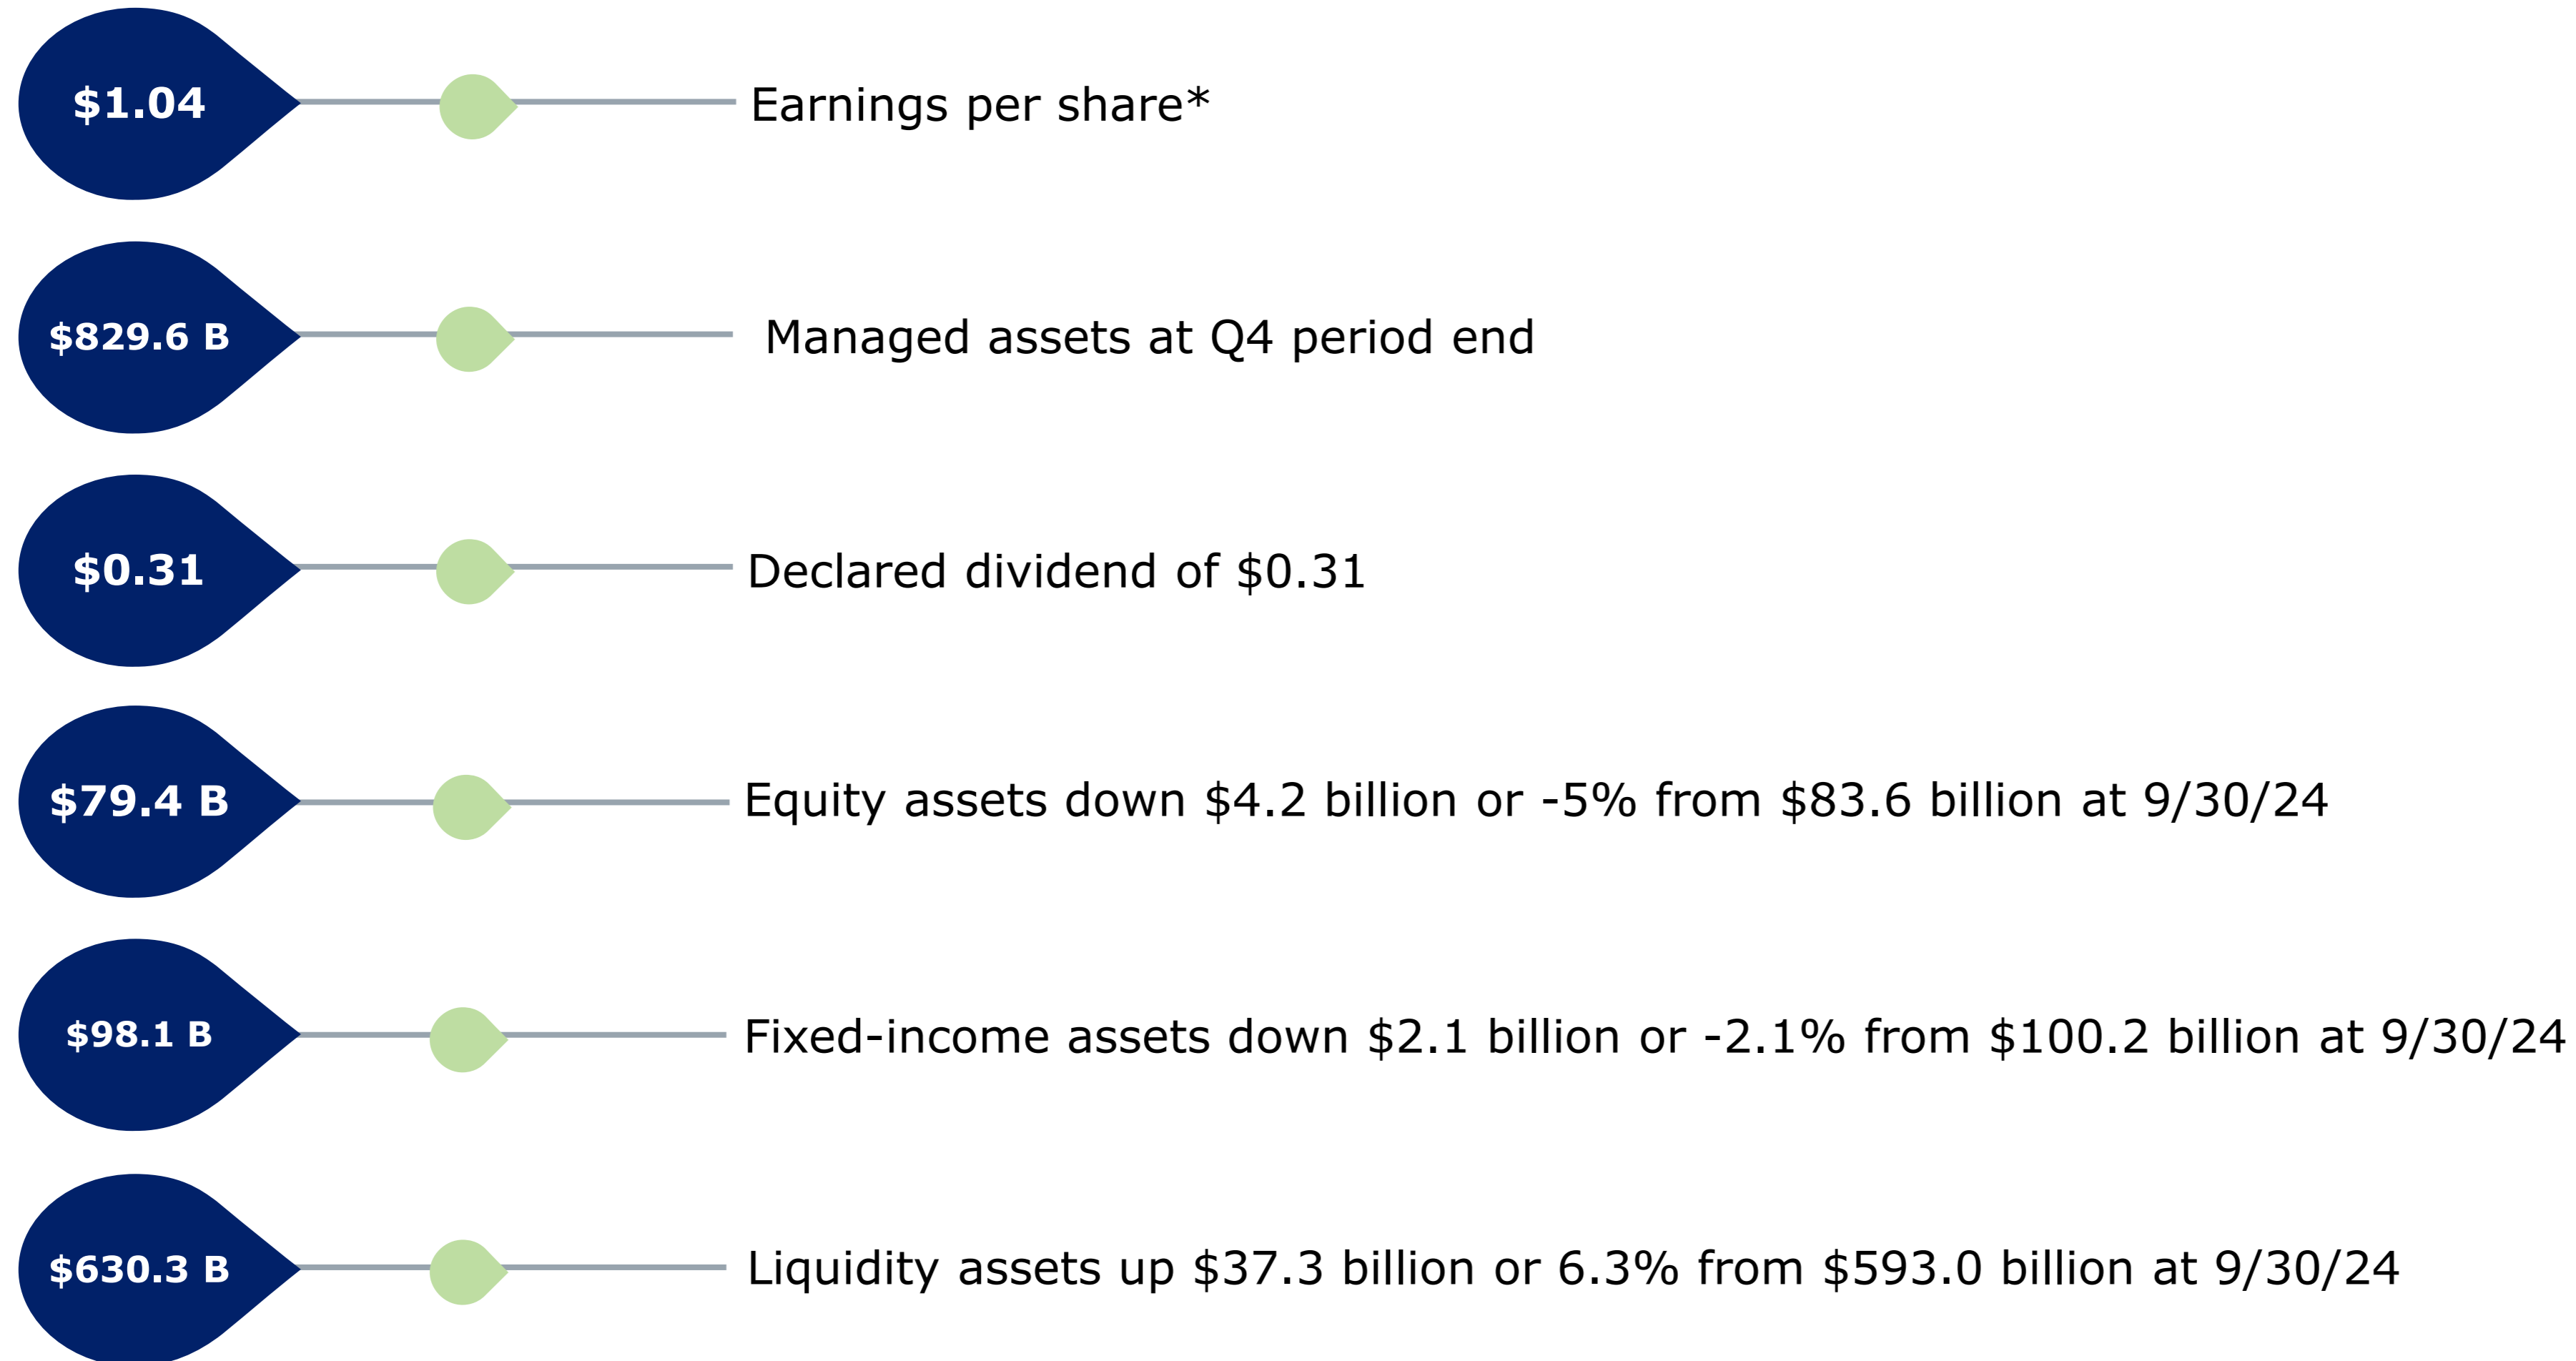 $1.04
Earnings per share*
$829.6 B
Managed assets at Q4 period end
$0.31
Declared dividend of $0.31
$79.4 B
Equity assets down $4.2 billion or -5% from $83.6 billion at 9/30/24
$98.1 B
Fixed-income assets down $2.1 billion or -2.1% from $100.2 billion at 9/30/24
$630.3 B
Liquidity assets up $37.3 billion or 6.3% from $593.0 billion at 9/30/24